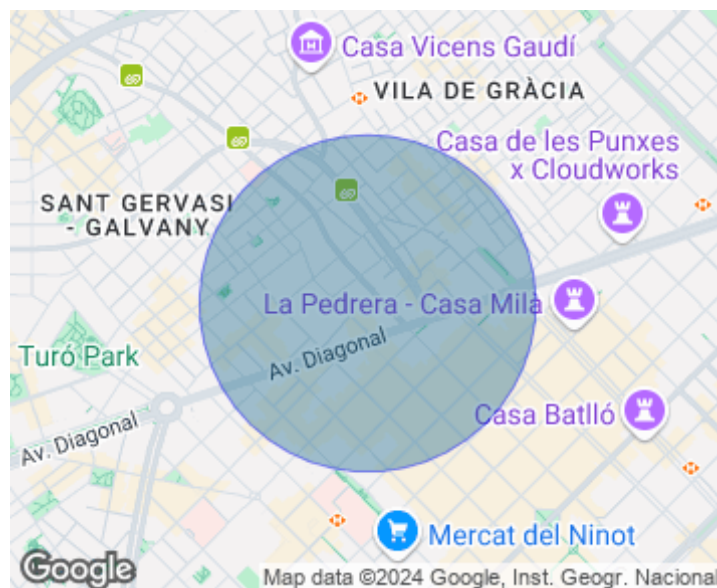 Casa Vicens Gaudí
VILA DE GRÀCIA
Casa de les Punxes
x Cloudworks
SANT GERVASI
- GALVANY
La Pedrera - Casa Milà
Turó Park
Av. Diagonal
Av. Diagonal
Casa Batlló
Mercat del Ninot
Google
Map data ©2024 Google, Inst. Geogr. Nacional